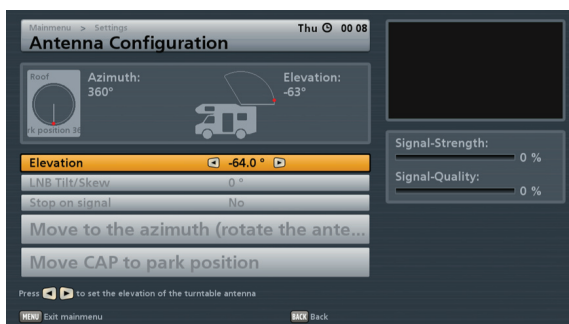 Mainmenu > Settings
Thu 00 08
Antenna Configuration
Roof
Azimuth:
360°
Elevation:
-63°
rk position 36
Signal-Strength:
0 %
Signal-Quality:
0 %
Elevation -64.0 °
LNB Tilt/Skew 0 °
Stop on signal No
Move to the azimuth (rotate the ante...
Move CAP to park position
Press to set the elevation of the turntable antenna
MENU Exit mainmenu
BACK Back